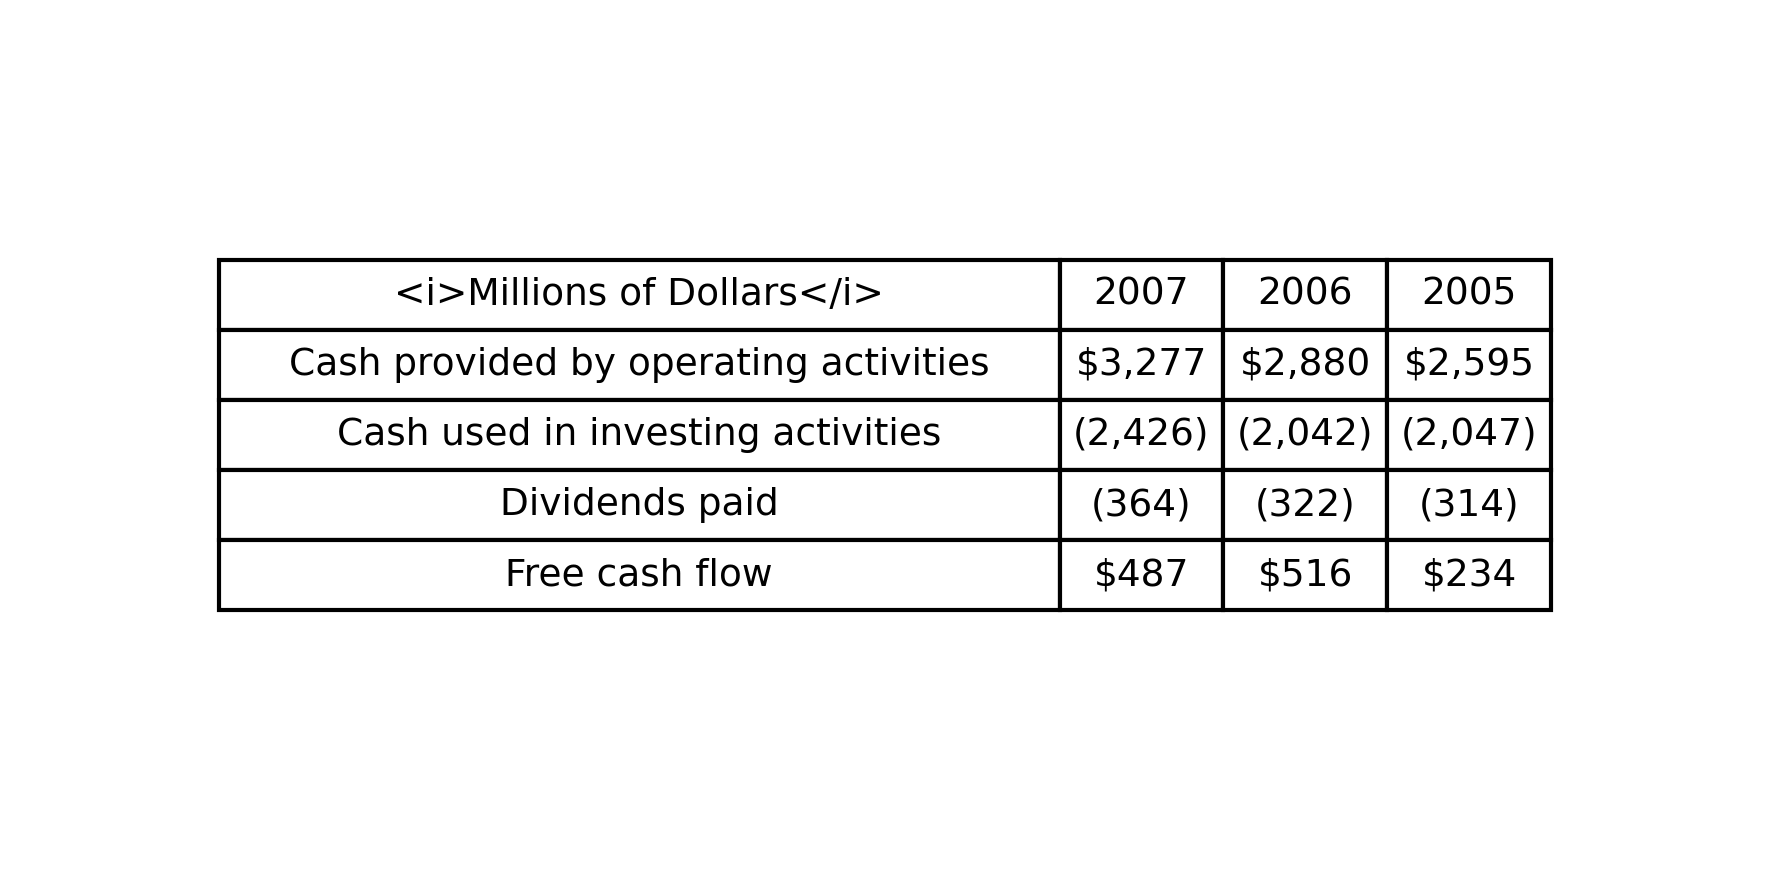 <i>Millions of Dollars</i> 2007 2006 2005
Cash provided by operating activities $3,277 $2,880 $2,595
Cash used in investing activities (2,426) (2,042) (2,047)
Dividends paid (364) (322) (314)
Free cash flow $487 $516 $234